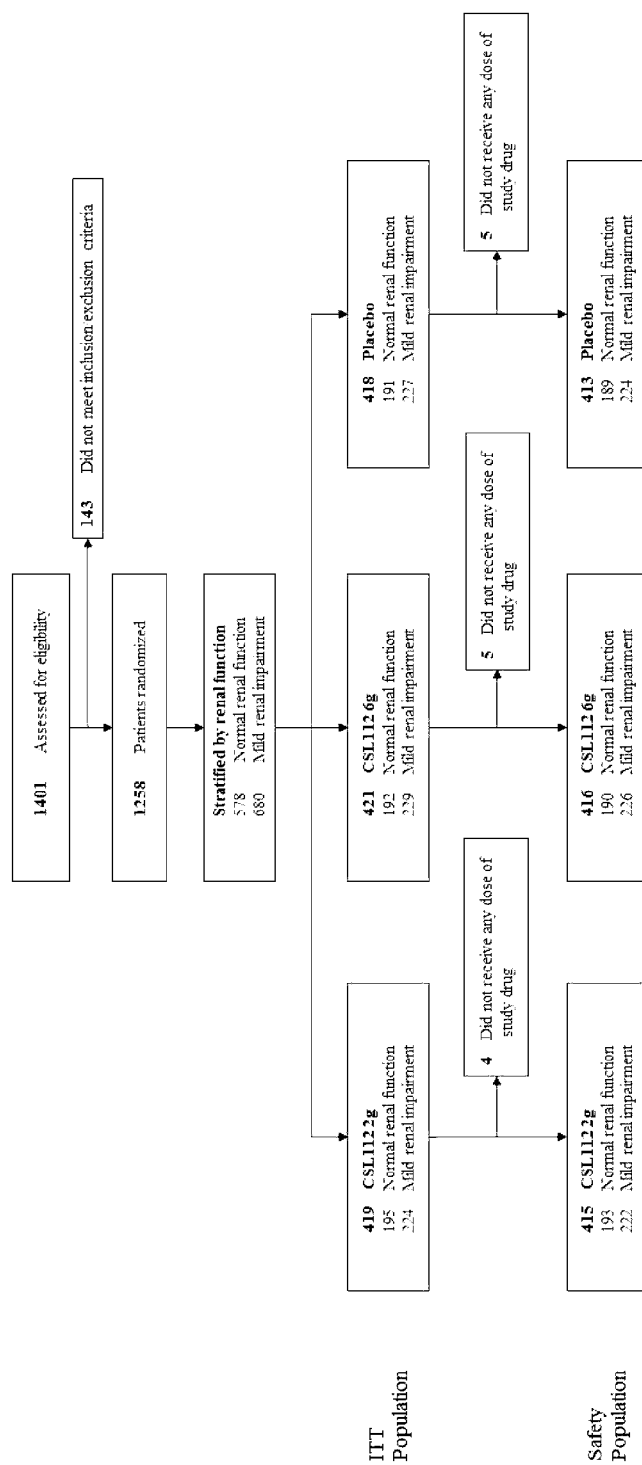 1401 Assessed for eligibility
143 Did not meet inclusion/exclusion criteria
1258 Patients randomized
Stratified by renal function
578 Normal renal function
680 Mild renal impairment
ITT
Population
419 CSL112 2g
195 Normal renal function
224 Mild renal impairment
421 CSL112 6g
192 Normal renal function
229 Mild renal impairment
418 Placebo
191 Normal renal function
227 Mild renal impairment
4 Did not receive any dose of
study drug
5 Did not receive any dose of
study drug
5 Did not receive any dose of
study drug
Safety
Population
415 CSL112 2g
193 Normal renal function
222 Mild renal impairment
416 CSL112 6g
190 Normal renal function
226 Mild renal impairment
413 Placebo
189 Normal renal function
224 Mild renal impairment